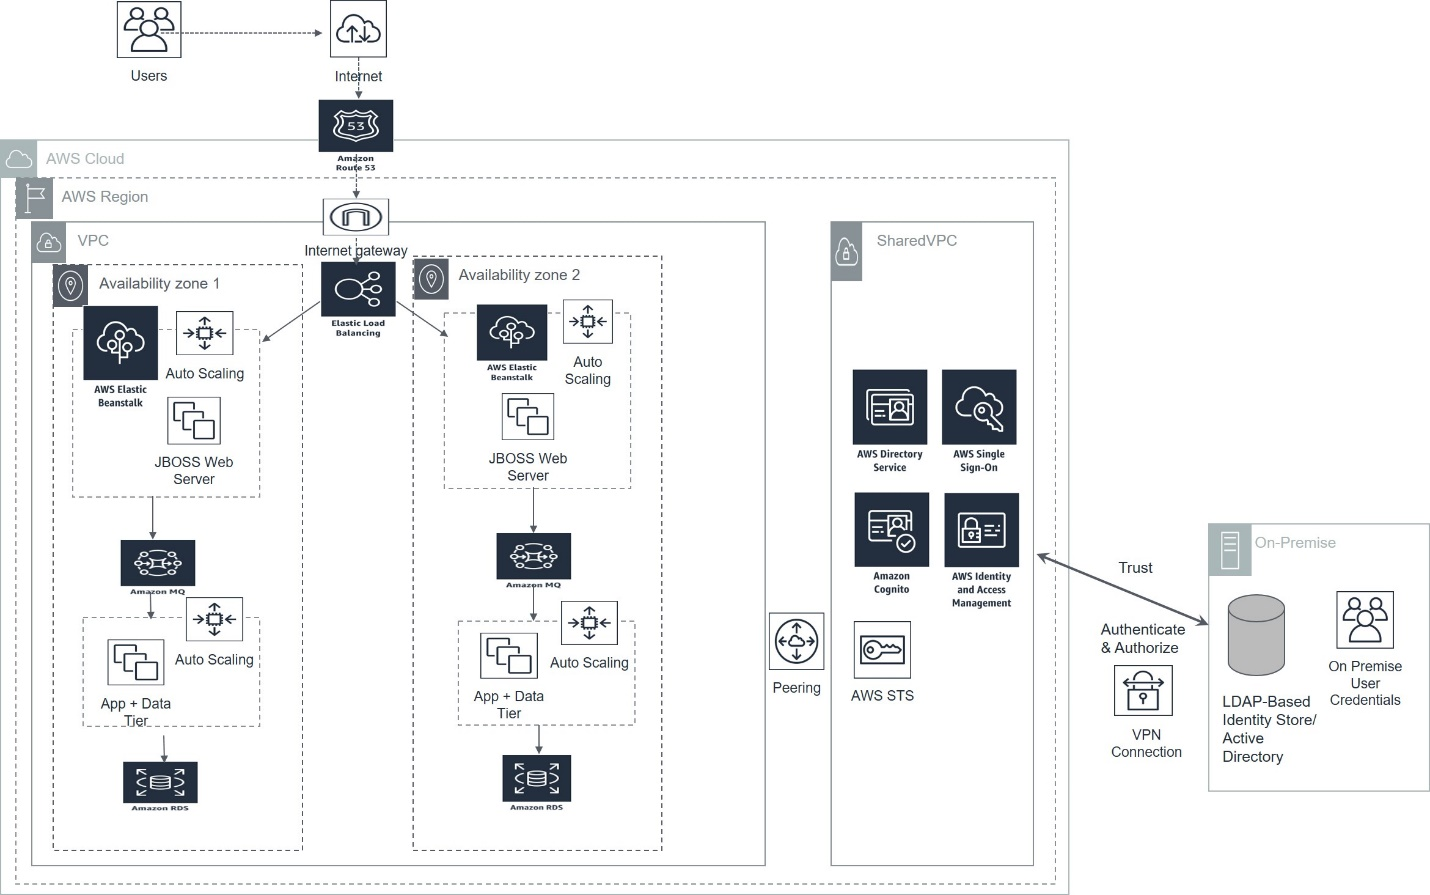 Users
Internet
53
Amazon
Route 53
AWS Cloud
AWS Region
VPC
Internet gateway
Elastic Load
Balancing
Availability zone 1
AWS Elastic
Beanstalk
Auto Scaling
JBOSS Web
Server
Amazon MQ
Auto Scaling
App + Data
Tier
Amazon RDS
Availability zone 2
AWS Elastic
Beanstalk
Auto
Scaling
JBOSS Web
Server
Amazon MQ
Auto Scaling
App + Data
Tier
Amazon RDS
Peering
SharedVPC
AWS Directory
Service
AWS Single
Sign-On
Amazon
Cognito
AWS Identity
and Access
Management
AWS STS
Trust
Authenticate
& Authorize
VPN
Connection
On-Premise
LDAP-Based
Identity Store/
Active
Directory
On Premise
User
Credentials